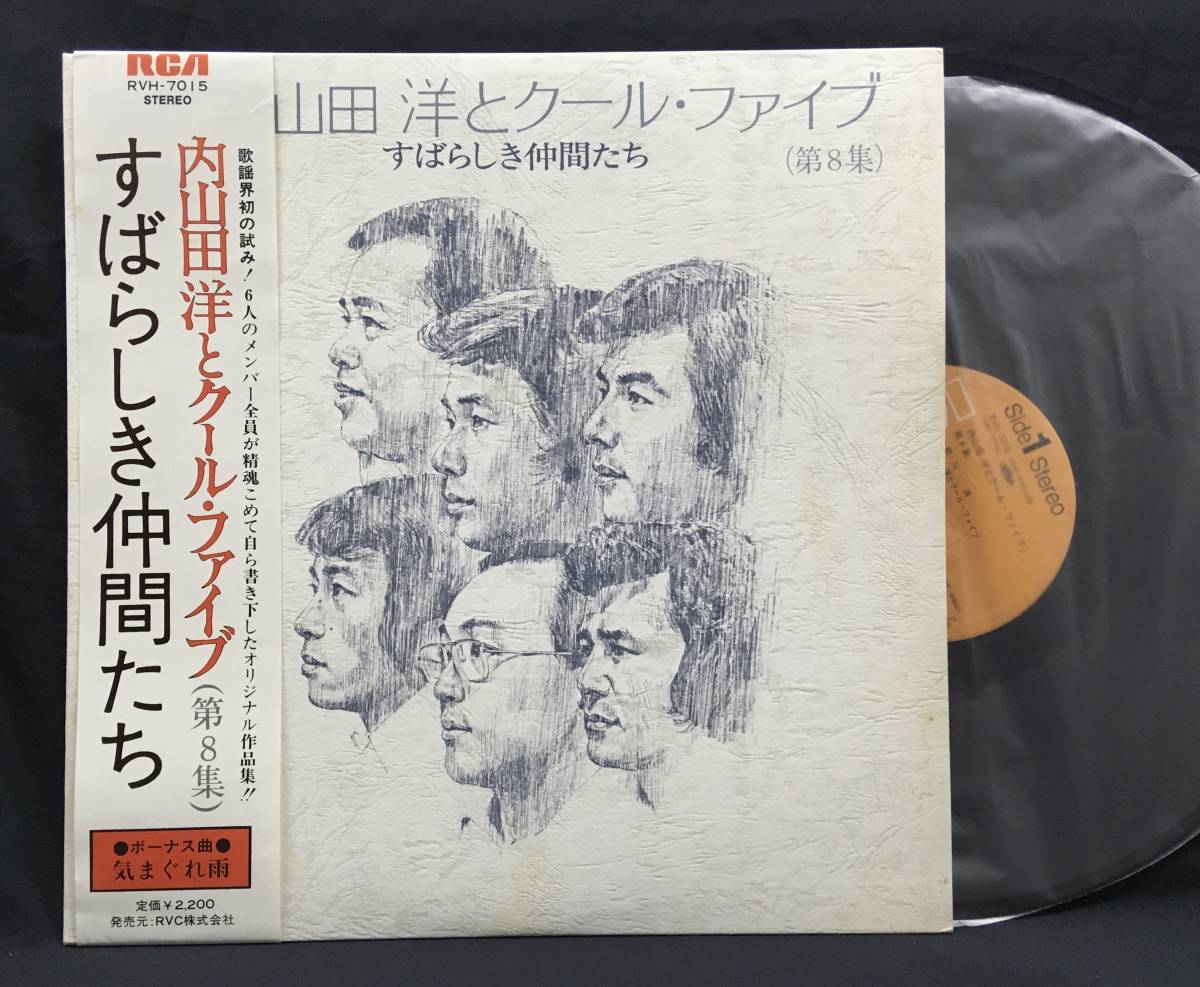 RCA
RVH-7015
STEREO
歌謡界初の試み! 6人のメンバー全員が精魂こめて自ら書き下したオリジナル作品集!!
内山田 洋とクール・ファイブ(第8集)
すばらしき仲間たち
●ボーナス曲●
気まぐれ雨
定価¥2,200
発売元:RVC株式会社
山田 洋とクール・ファイブ
すばらしき仲間たち
(第8集)
Side 1 Stereo